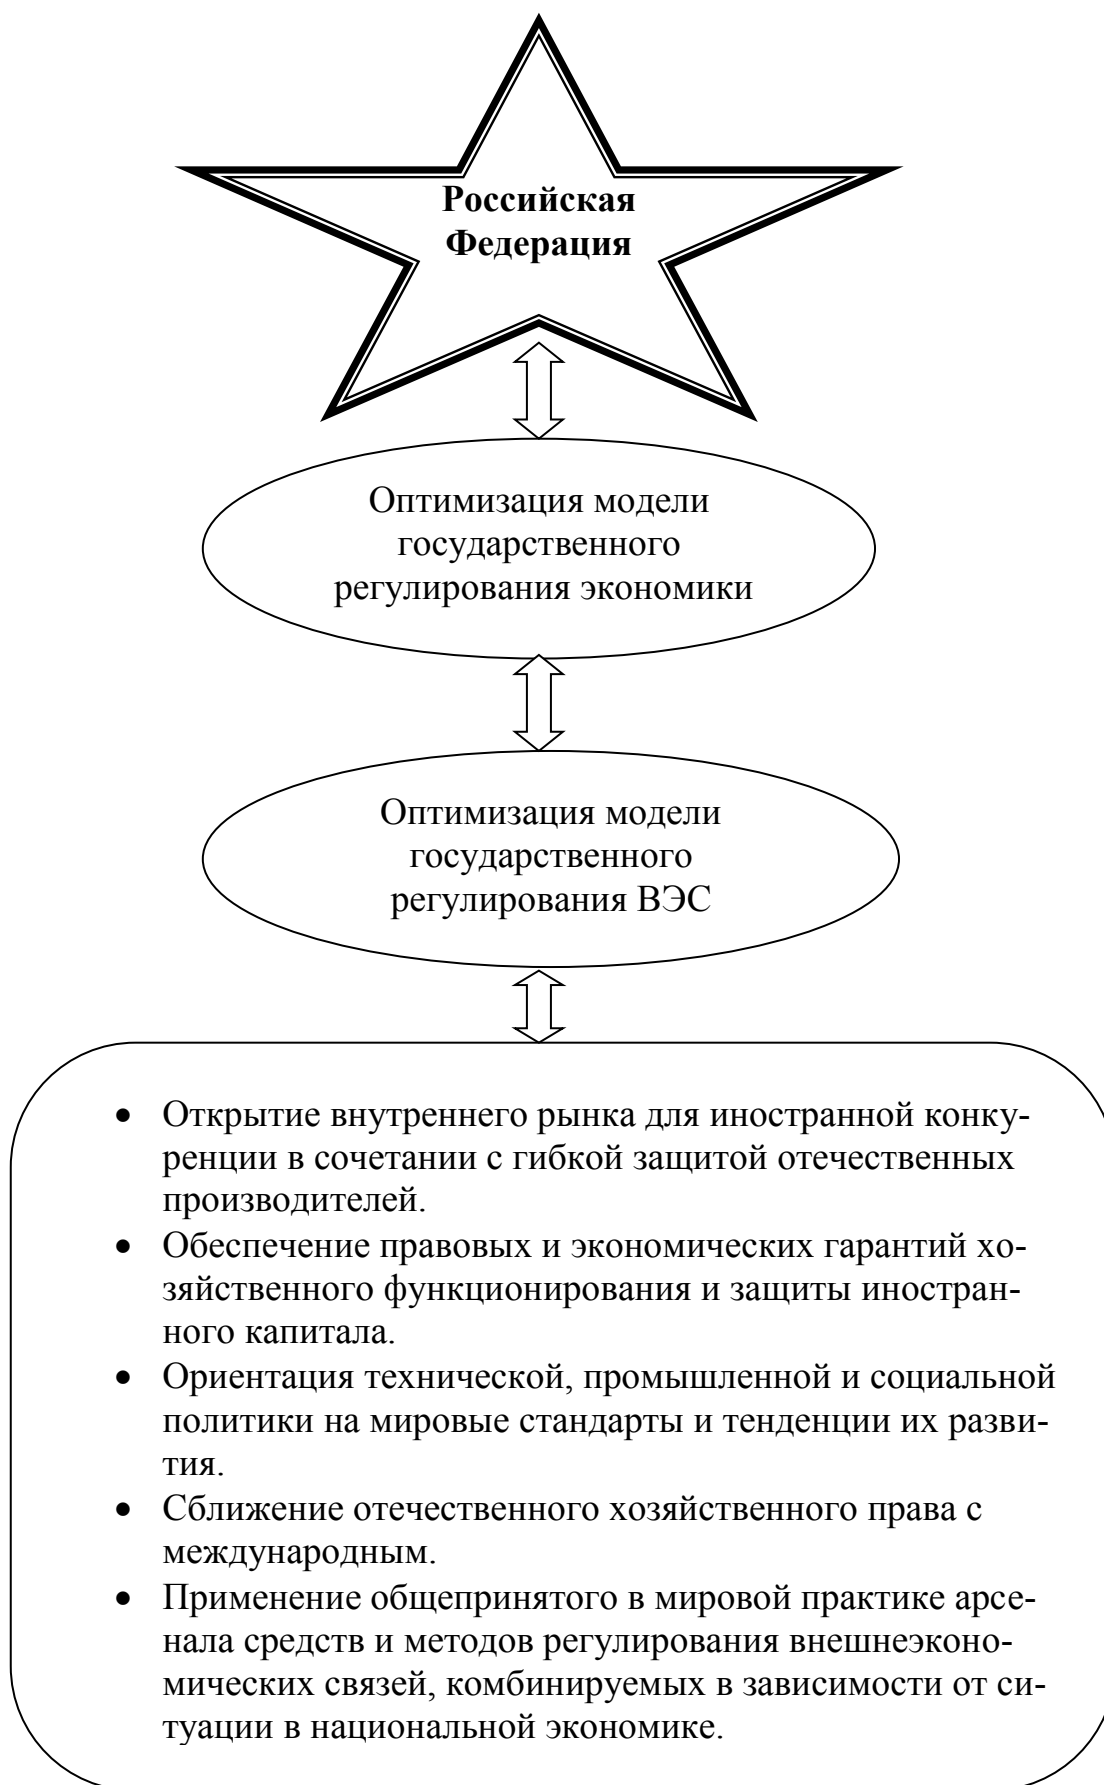 Российская
Федерация
Оптимизация модели
государственного
регулирования экономики
Оптимизация модели
государственного
регулирования ВЭС
• Открытие внутреннего рынка для иностранной конку-
ренции в сочетании с гибкой защитой отечественных
производителей.
• Обеспечение правовых и экономических гарантий хо-
зяйственного функционирования и защиты иностран-
ного капитала.
• Ориентация технической, промышленной и социальной
политики на мировые стандарты и тенденции их разви-
тия.
• Сближение отечественного хозяйственного права с
международным.
• Применение общепринятого в мировой практике арсе-
нала средств и методов регулирования внешнеэконо-
мических связей, комбинируемых в зависимости от си-
туации в национальной экономике.